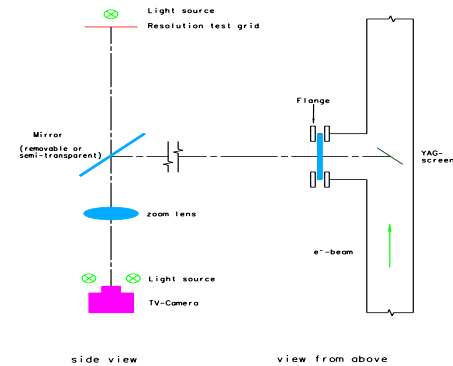 Light source
Resolution test grid
Flange
Mirror
(removable or
semi-transparent)
YAG-
screen
zoom lens
e⁻-beam
Light source
TV-Camera
side view
view from above